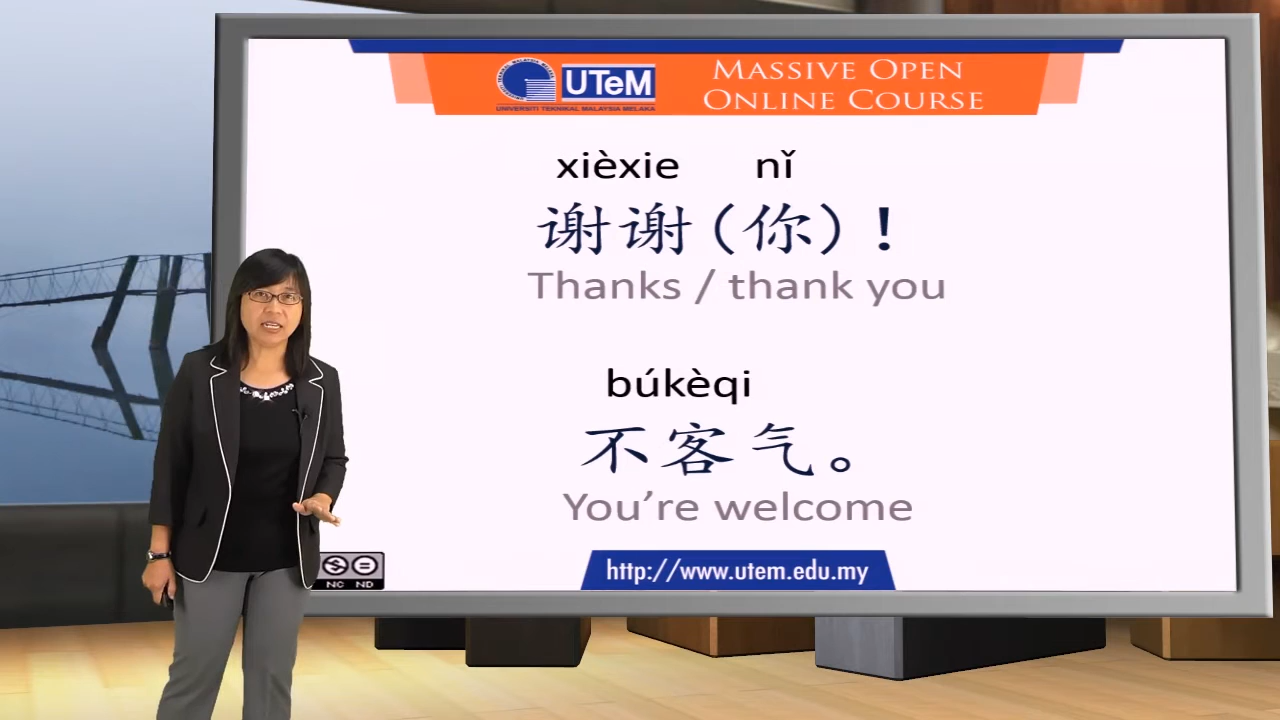 UTeM
UNIVERSITI TEKNIKAL MALAYSIA MELAKA
MASSIVE OPEN
ONLINE COURSE
xièxie nǐ
谢谢(你)!
Thanks / thank you
búkèqi
不客气。
You're welcome
NC ND
http://www.utem.edu.my